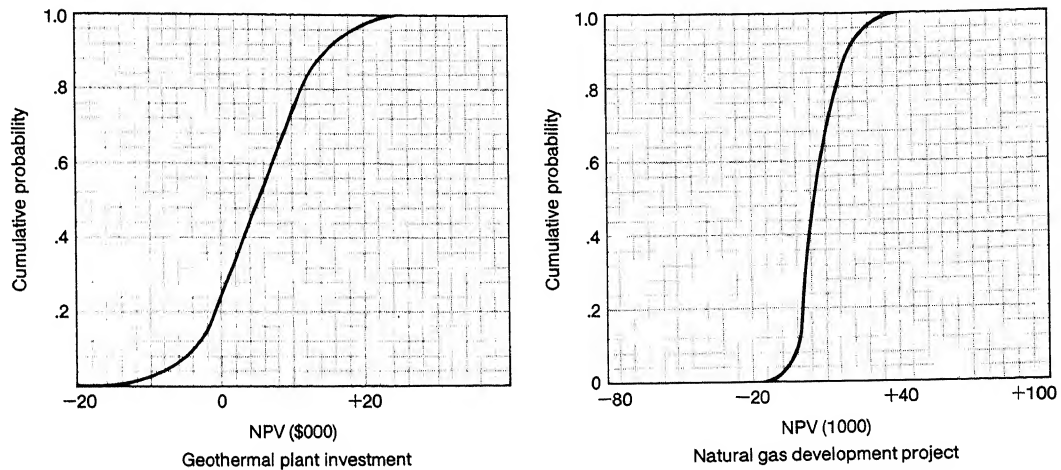 1.0
.8
.6
.4
.2
Cumulative probability
−20 0 +20
NPV ($000)
Geothermal plant investment
1.0
.8
.6
.4
.2
0
Cumulative probability
−80 −20 +40 +100
NPV (1000)
Natural gas development project